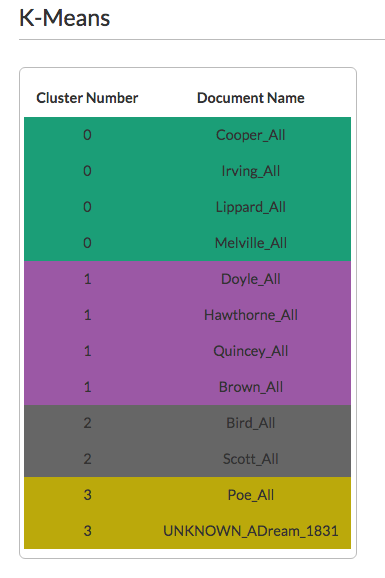 K-Means
Cluster Number Document Name
0 Cooper_All
0 Irving_All
0 Lippard_All
0 Melville_All
1 Doyle_All
1 Hawthorne_All
1 Quincey_All
1 Brown_All
2 Bird_All
2 Scott_All
3 Poe_All
3 UNKNOWN_ADream_1831